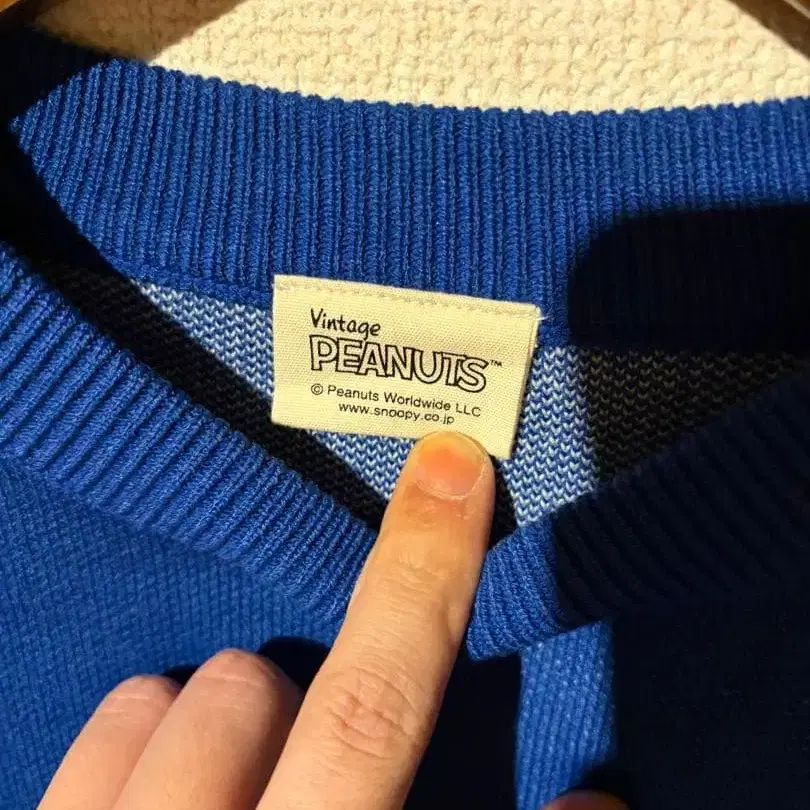 Vintage
PEANUTS™
© Peanuts Worldwide LLC
www.snoopy.co.jp